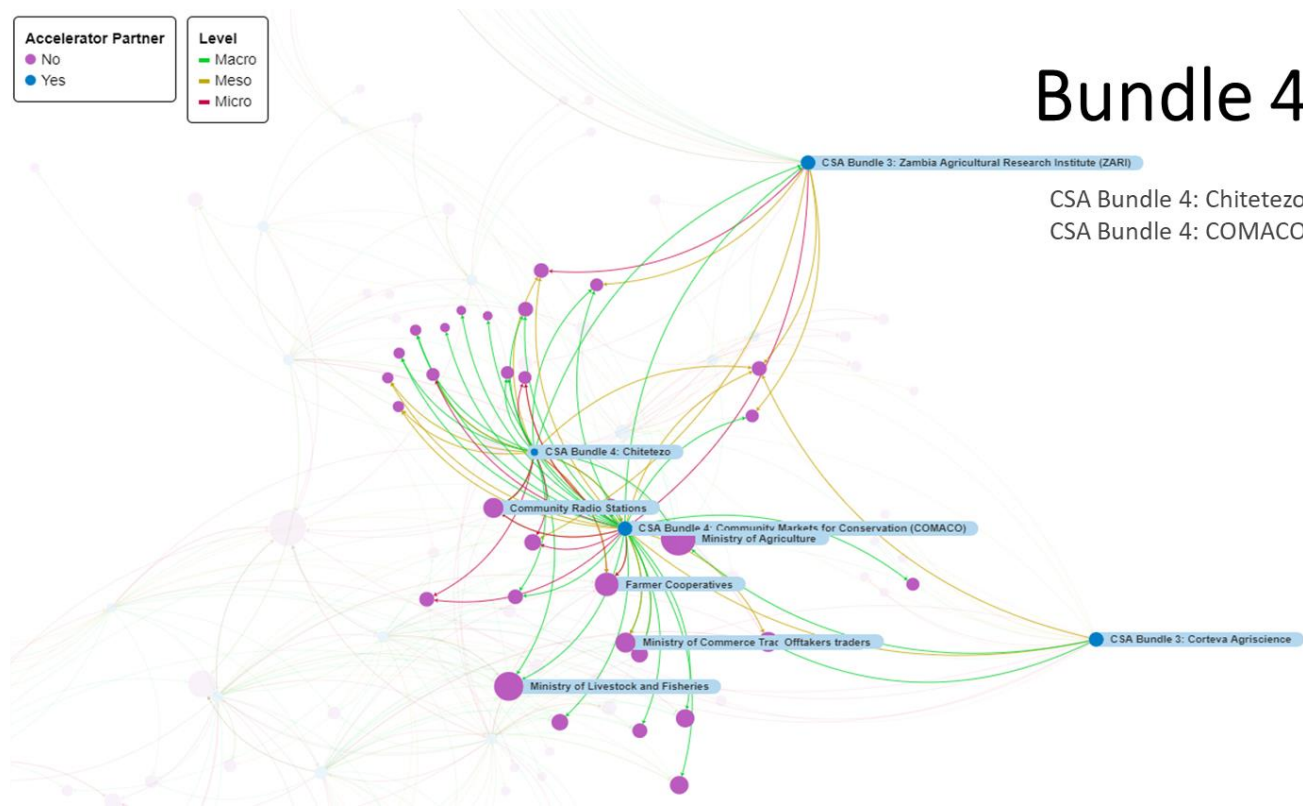 Accelerator Partner
No
Yes
Level
Macro
Meso
Micro
Bundle 4
CSA Bundle 4: Chitetezo
CSA Bundle 4: COMACO
CSA Bundle 3: Zambia Agricultural Research Institute (ZARI)
CSA Bundle 4: Chitetezo
Community Radio Stations
CSA Bundle 4: Community Markets for Conservation (COMACO)
Ministry of Agriculture
Farmer Cooperatives
Ministry of Commerce Trad Offtakers traders
CSA Bundle 3: Corteva Agriscience
Ministry of Livestock and Fisheries